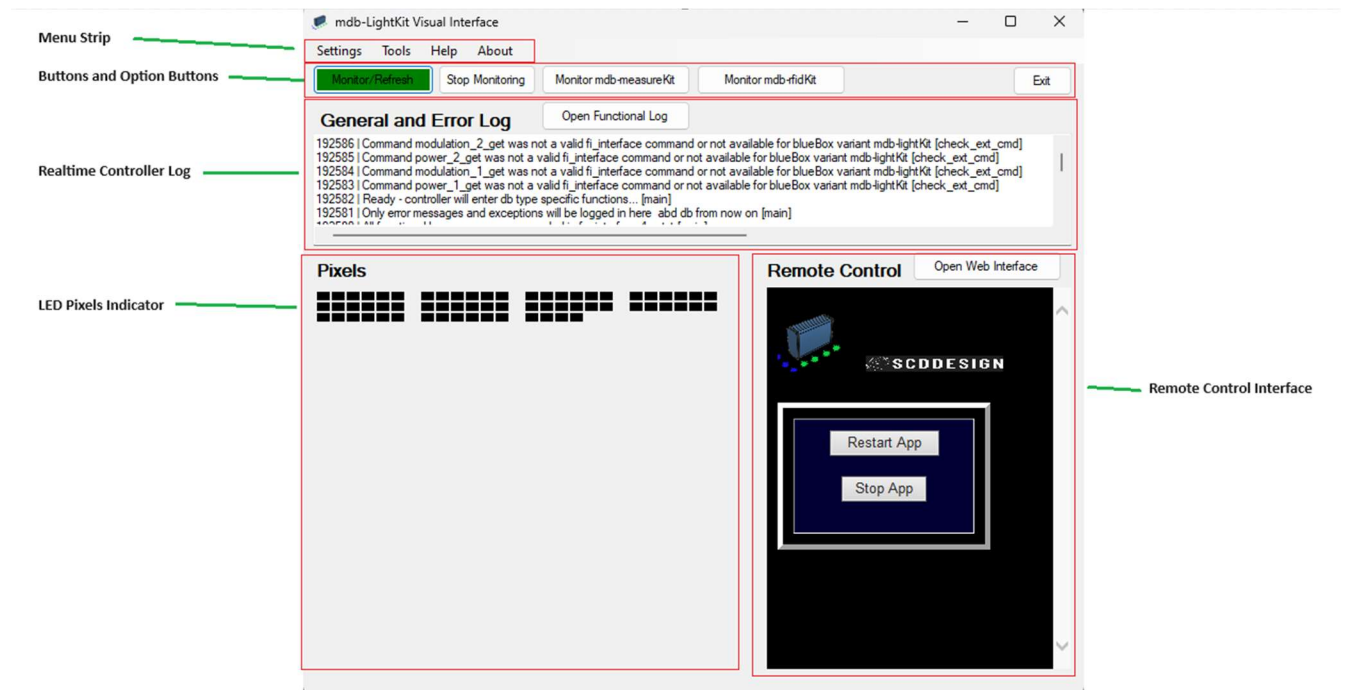 mdb-LightKit Visual Interface
Menu Strip
Settings Tools Help About
Buttons and Option Buttons
Monitor/Refresh Stop Monitoring Monitor mdb-measureKit Monitor mdb-rfidKit Exit
General and Error Log Open Functional Log
192586 | Command modulation_2_get was not a valid fi_interface command or not available for blueBox variant mdb-lightKit [check_ext_cmd]
192585 | Command power_2_get was not a valid fi_interface command or not available for blueBox variant mdb-lightKit [check_ext_cmd]
Realtime Controller Log
192584 | Command modulation_1_get was not a valid fi_interface command or not available for blueBox variant mdb-lightKit [check_ext_cmd]
192583 | Command power_1_get was not a valid fi_interface command or not available for blueBox variant mdb-lightKit [check_ext_cmd]
192582 | Ready - controller will enter db type specific functions... [main]
192581 | Only error messages and exceptions will be logged in here abd db from now on [main]
Pixels
Remote Control Open Web Interface
LED Pixels Indicator
SCDDESIGN
Remote Control Interface
Restart App
Stop App